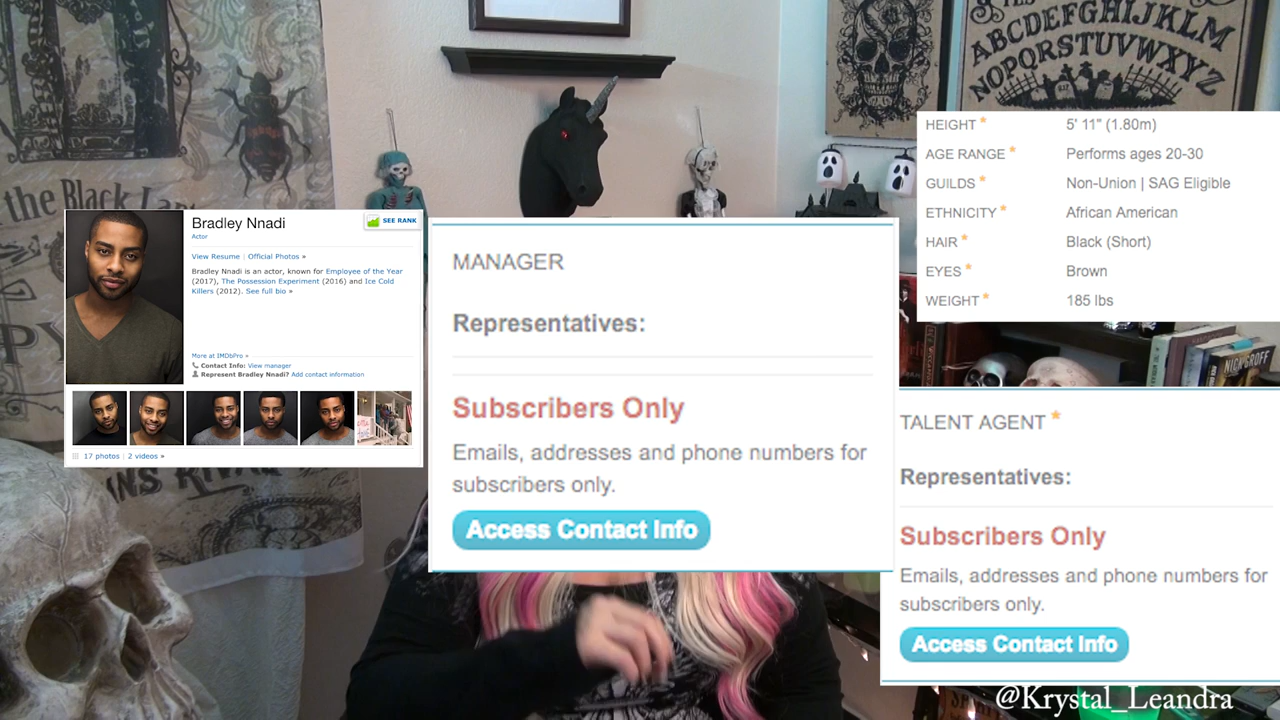 ABCDEFGHIJKLM
NOPQRSTUVWXYZ
the Black
HEIGHT * 5' 11" (1.80m)
AGE RANGE * Performs ages 20-30
GUILDS * Non-Union | SAG Eligible
ETHNICITY * African American
HAIR * Black (Short)
EYES * Brown
WEIGHT * 185 lbs
Bradley Nnadi
SEE RANK
Actor
View Resume | Official Photos »
Bradley Nnadi is an actor, known for Employee of the Year
(2017), The Possession Experiment (2016) and Ice Cold
Killers (2012). See full bio »
More at IMDbPro »
Contact Info: View manager
Represent Bradley Nnadi? Add contact information
17 photos | 2 videos »
MANAGER
Representatives:
Subscribers Only
Emails, addresses and phone numbers for
subscribers only.
Access Contact Info
NICK GROFF
TALENT AGENT *
Representatives:
Subscribers Only
Emails, addresses and phone numbers for
subscribers only.
Access Contact Info
@Krystal_Leandra